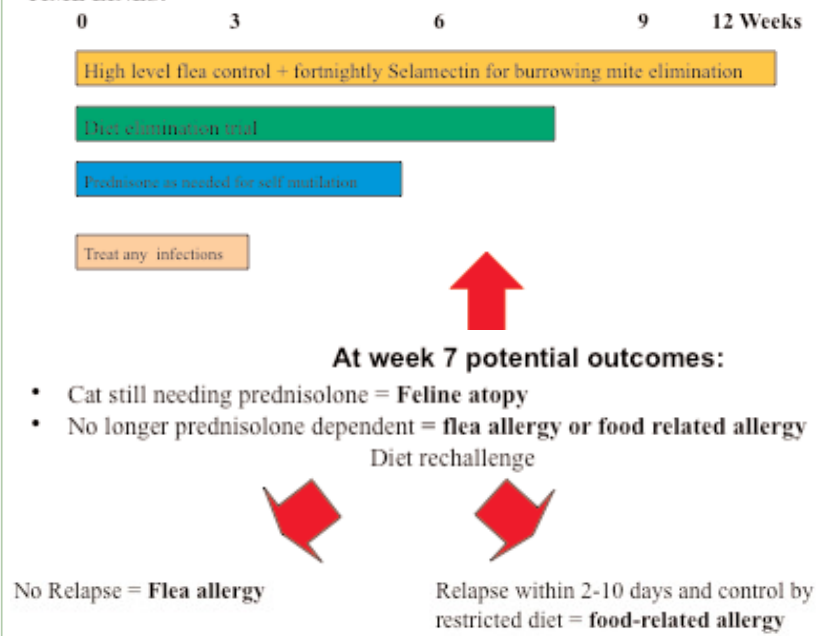 0 3 6 9 12 Weeks
High level flea control + fortnightly Selamectin for burrowing mite elimination
Diet elimination trial
Prednisone as needed for self mutilation
Treat any infections
At week 7 potential outcomes:
• Cat still needing prednisolone = Feline atopy
• No longer prednisolone dependent = flea allergy or food related allergy
Diet rechallenge
No Relapse = Flea allergy
Relapse within 2-10 days and control by
restricted diet = food-related allergy